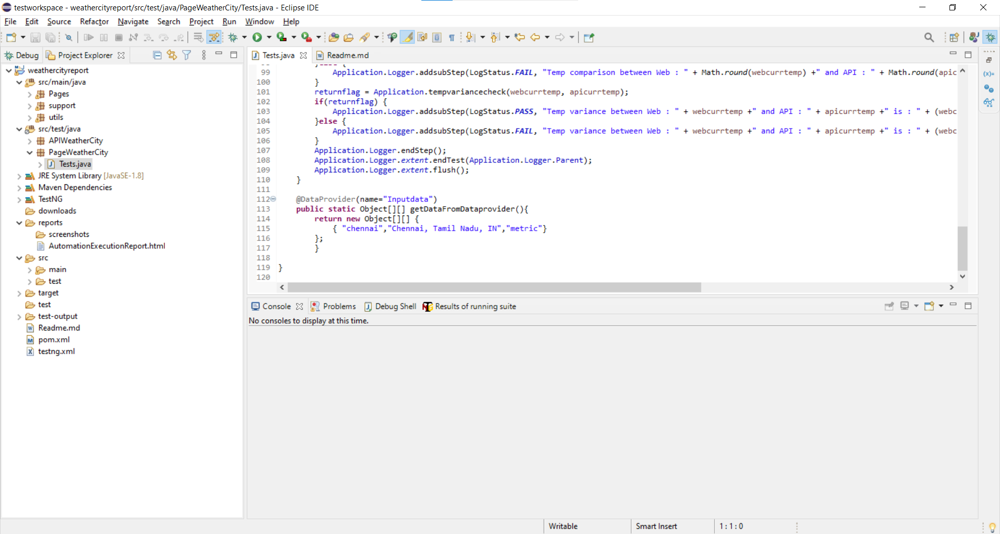 testworkspace - weathercityreport/src/test/java/PageWeatherCity/Tests.java - Eclipse IDE
File Edit Source Refactor Navigate Search Project Run Window Help
Debug Project Explorer
weathercityreport
src/main/java
Pages
support
utils
src/test/java
APIWeatherCity
PageWeatherCity
Tests.java
JRE System Library [JavaSE-1.8]
Maven Dependencies
TestNG
downloads
reports
screenshots
AutomationExecutionReport.html
src
main
test
target
test
test-output
Readme.md
pom.xml
testng.xml
Tests.java Readme.md
99 Application.Logger.addsubStep(LogStatus.FAIL, "Temp comparison between Web : " + Math.round(webcurrtemp) +" and API : " + Math.round(apic
100 }
101 returnflag = Application.tempvariancecheck(webcurrtemp, apicurrtemp);
102 if(returnflag) {
103 Application.Logger.addsubStep(LogStatus.PASS, "Temp variance between Web : " + webcurrtemp +" and API : " + apicurrtemp +" is : " + (webc
104 }else {
105 Application.Logger.addsubStep(LogStatus.FAIL, "Temp variance between Web : " + webcurrtemp +" and API : " + apicurrtemp +" is : " + (webc
106 }
107 Application.Logger.endStep();
108 Application.Logger.extent.endTest(Application.Logger.Parent);
109 Application.Logger.extent.flush();
110 }
111
112 @DataProvider(name="Inputdata")
113 public static Object[][] getDataFromDataprovider(){
114 return new Object[][] {
115 { "chennai","Chennai, Tamil Nadu, IN","metric"}
116 };
117 }
118
119 }
120
Console Problems Debug Shell Results of running suite
No consoles to display at this time.
Writable Smart Insert 1 : 1 : 0